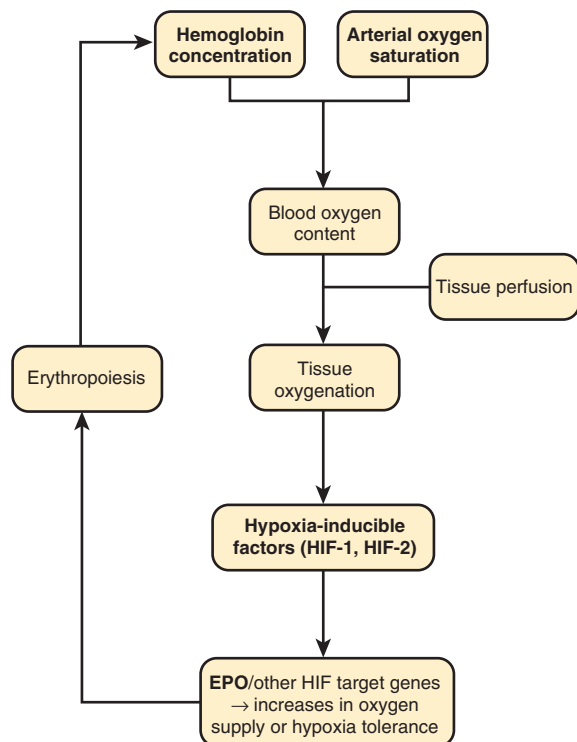 Hemoglobin
concentration
Arterial oxygen
saturation
Blood oxygen
content
Tissue perfusion
Tissue
oxygenation
Erythropoiesis
Hypoxia-inducible
factors (HIF-1, HIF-2)
EPO/other HIF target genes
→ increases in oxygen
supply or hypoxia tolerance